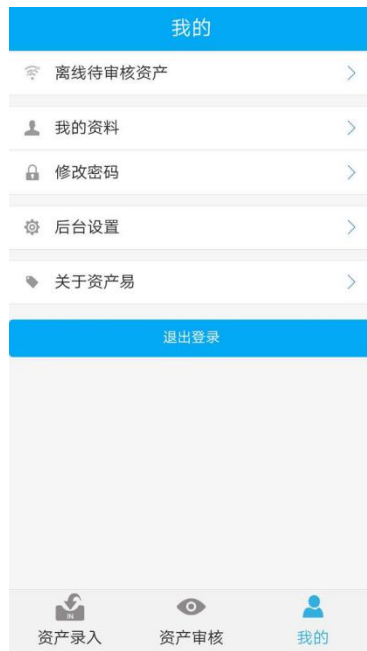 我的
离线待审核资产
我的资料
修改密码
后台设置
关于资产易
退出登录
IN
资产录入 资产审核 我的